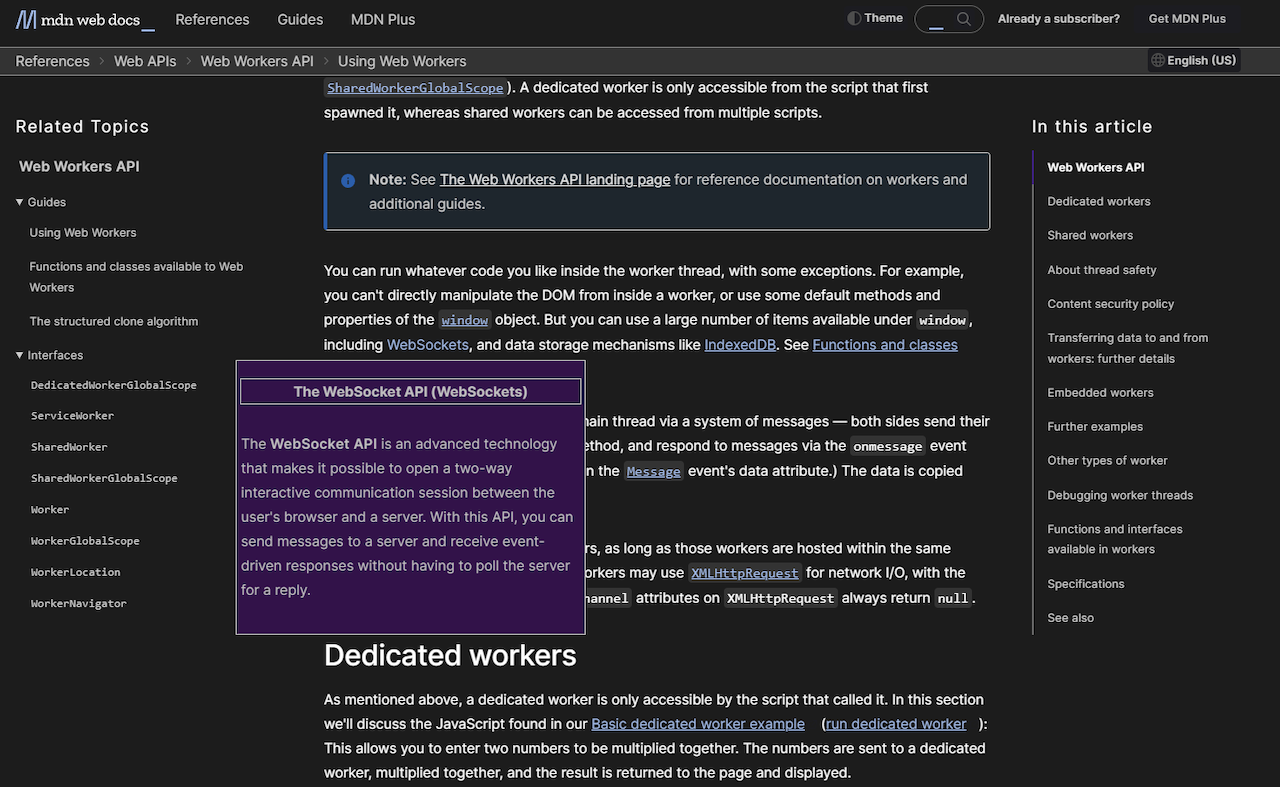 mdn web docs_
References
Guides
MDN Plus
Theme
Already a subscriber?
Get MDN Plus
References
Web APIs
Web Workers API
Using Web Workers
English (US)
Related Topics
Web Workers API
Guides
Using Web Workers
Functions and classes available to Web
Workers
The structured clone algorithm
Interfaces
DedicatedWorkerGlobalScope
ServiceWorker
SharedWorker
SharedWorkerGlobalScope
Worker
WorkerGlobalScope
WorkerLocation
WorkerNavigator
SharedWorkerGlobalScope). A dedicated worker is only accessible from the script that first
spawned it, whereas shared workers can be accessed from multiple scripts.
Note: See The Web Workers API landing page for reference documentation on workers and
additional guides.
You can run whatever code you like inside the worker thread, with some exceptions. For example,
you can't directly manipulate the DOM from inside a worker, or use some default methods and
properties of the window object. But you can use a large number of items available under window,
including WebSockets, and data storage mechanisms like IndexedDB. See Functions and classes
The WebSocket API (WebSockets)
The WebSocket API is an advanced technology
that makes it possible to open a two-way
interactive communication session between the
user's browser and a server. With this API, you can
send messages to a server and receive event-
driven responses without having to poll the server
for a reply.
thread via a system of messages — both sides send their
and respond to messages via the onmessage event
the Message event's data attribute.) The data is copied
as long as those workers are hosted within the same
may use XMLHttpRequest for network I/O, with the
attributes on XMLHttpRequest always return null.
Dedicated workers
As mentioned above, a dedicated worker is only accessible by the script that called it. In this section
we'll discuss the JavaScript found in our Basic dedicated worker example (run dedicated worker ):
This allows you to enter two numbers to be multiplied together. The numbers are sent to a dedicated
worker, multiplied together, and the result is returned to the page and displayed.
In this article
Web Workers API
Dedicated workers
Shared workers
About thread safety
Content security policy
Transferring data to and from
workers: further details
Embedded workers
Further examples
Other types of worker
Debugging worker threads
Functions and interfaces
available in workers
Specifications
See also